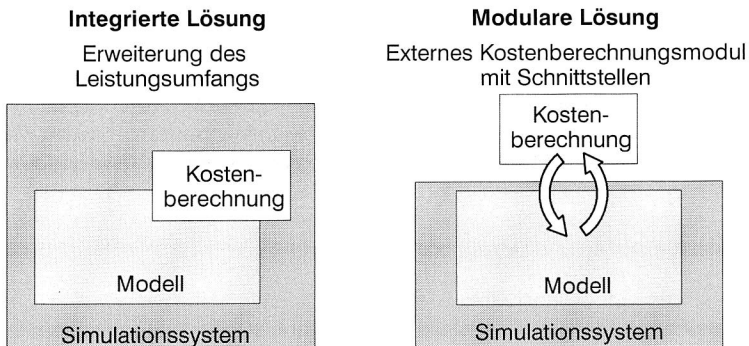 Integrierte Lösung
Erweiterung des
Leistungsumfangs
Kosten-
berechnung
Modell
Simulationssystem
Modulare Lösung
Externes Kostenberechnungsmodul
mit Schnittstellen
Kosten-
berechnung
Modell
Simulationssystem